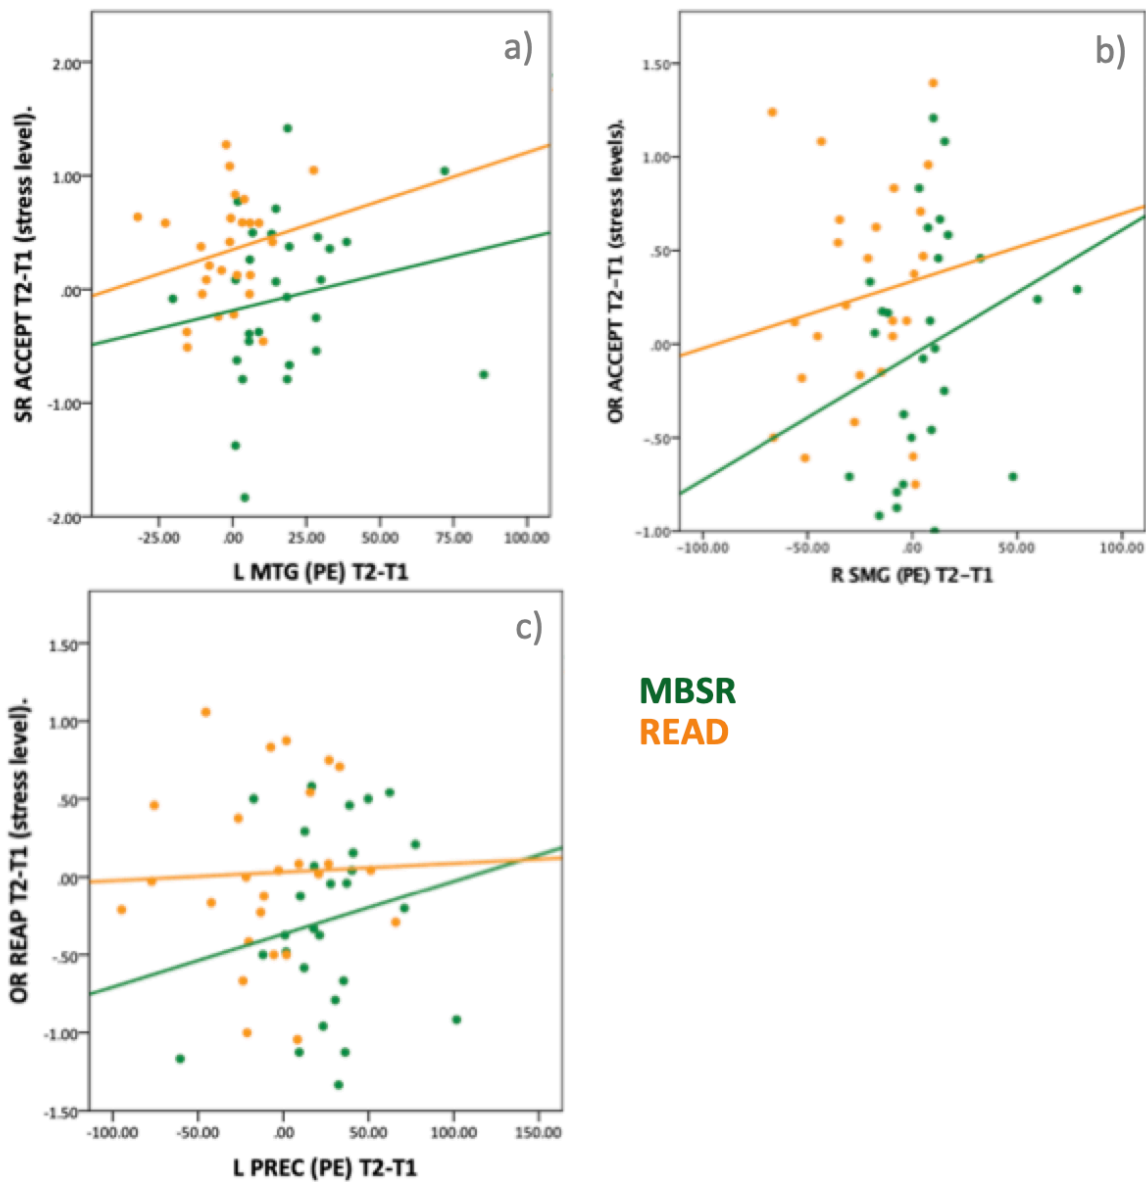 a)
SR ACCEPT T2-T1 (stress level).
2.00
1.00
.00
-1.00
-2.00
-25.00 .00 25.00 50.00 75.00 100.00
L MTG (PE) T2-T1
b)
OR ACCEPT T2-T1 (stress levels).
1.50
1.00
.50
.00
-.50
-1.00
-100.00 -50.00 .00 50.00 100.00
R SMG (PE) T2-T1
c)
OR REAP T2-T1 (stress level).
1.50
1.00
.50
.00
-.50
-1.00
-1.50
-100.00 -50.00 .00 50.00 100.00 150.00
L PREC (PE) T2-T1
MBSR
READ